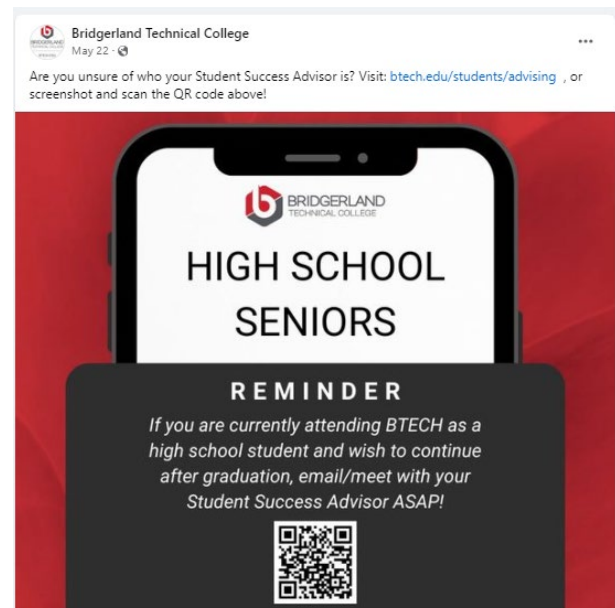 Bridgerland Technical College
May 22 ·
Are you unsure of who your Student Success Advisor is? Visit: btech.edu/students/advising , or
screenshot and scan the QR code above!
BRIDGERLAND
TECHNICAL COLLEGE
HIGH SCHOOL
SENIORS
REMINDER
If you are currently attending BTECH as a
high school student and wish to continue
after graduation, email/meet with your
Student Success Advisor ASAP!